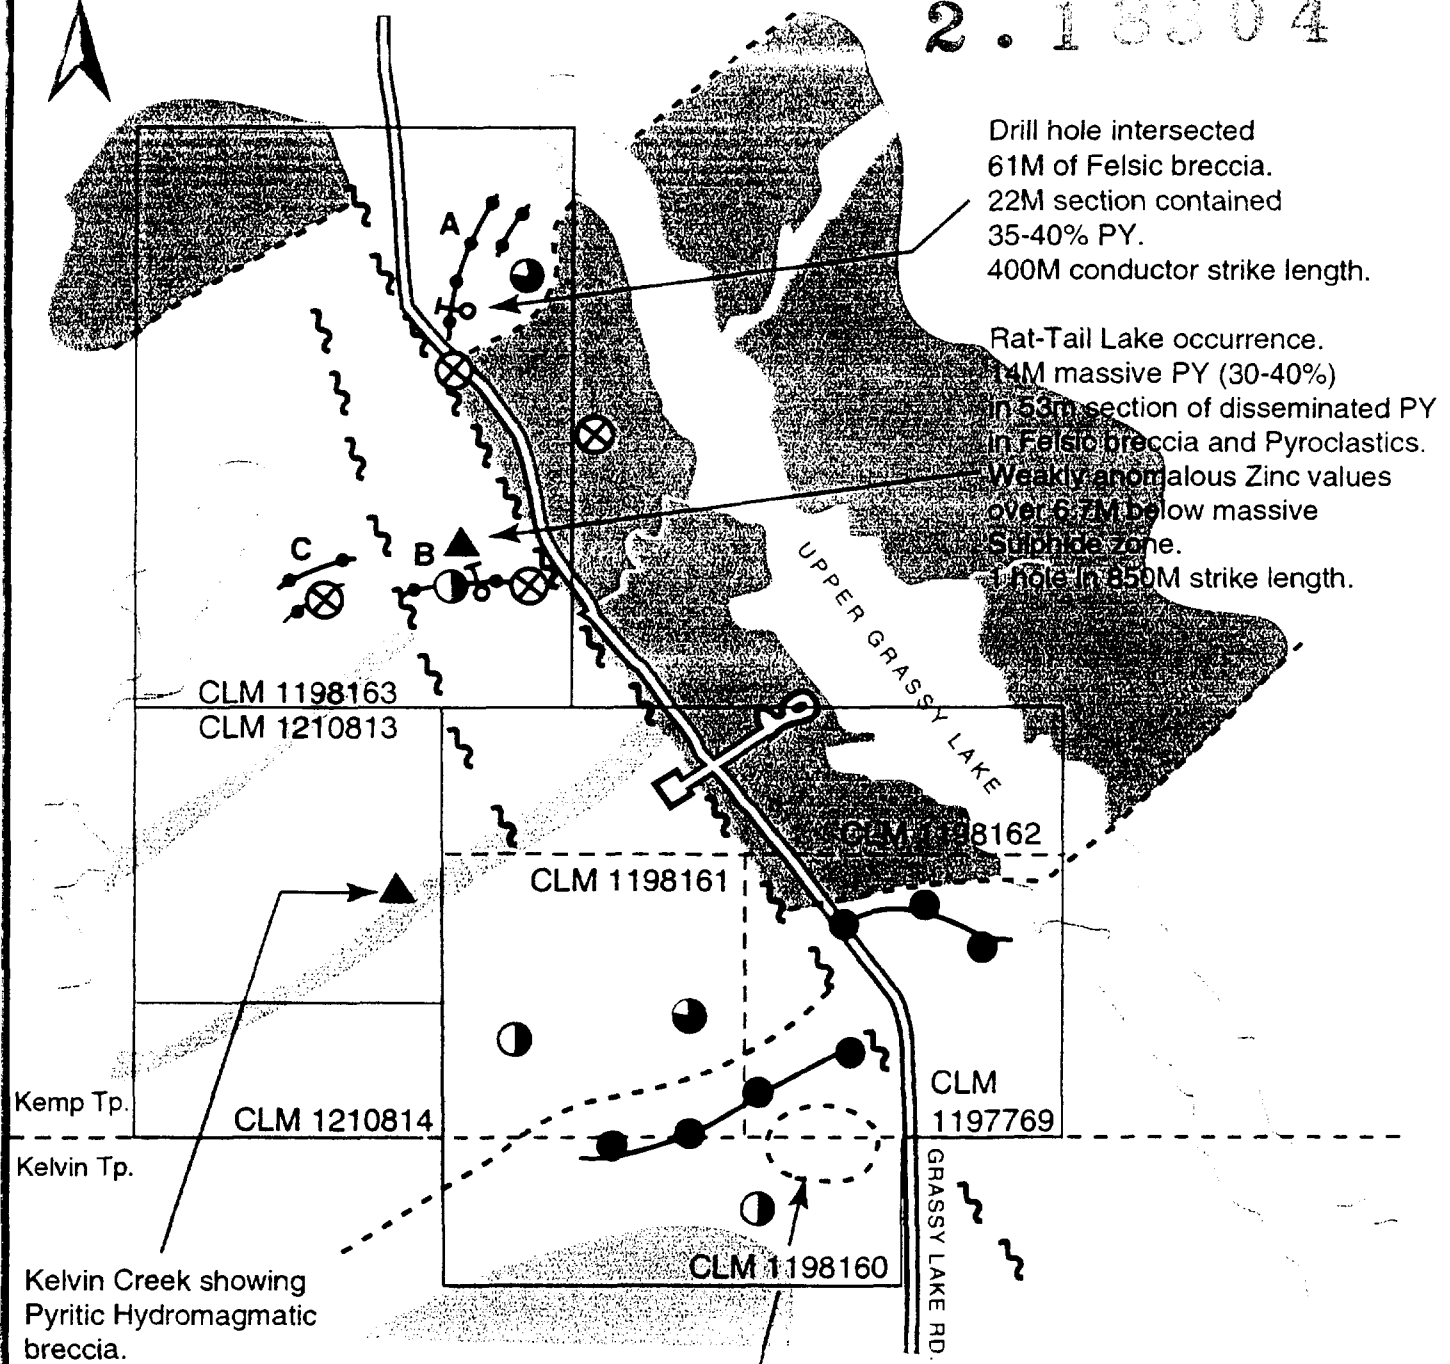 2.18304
Drill hole intersected
61M of Felsic breccia.
22M section contained
35-40% PY.
400M conductor strike length.
Rat-Tail Lake occurrence.
14M massive PY (30-40%)
in 53m section of disseminated PY
in Felsic breccia and Pyroclastics.
Weakly anomalous Zinc values
over 6.7M below massive
Sulphide zone.
1 hole in 850M strike length.
A
C
B
UPPER GRASSY LAKE
CLM 1198163
CLM 1210813
CLM 1198162
CLM 1198161
CLM
1197769
Kemp Tp.
CLM 1210814
Kelvin Tp.
GRASSY LAKE RD.
CLM 1198160
Kelvin Creek showing
Pyritic Hydromagmatic
breccia.